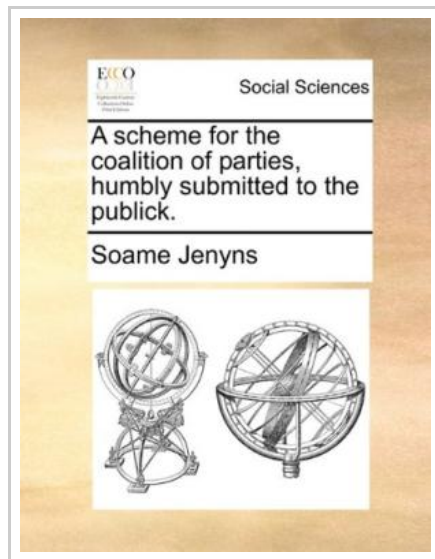 ECCO
Social Sciences
A scheme for the
coalition of parties,
humbly submitted to the
publick.
Soame Jenyns